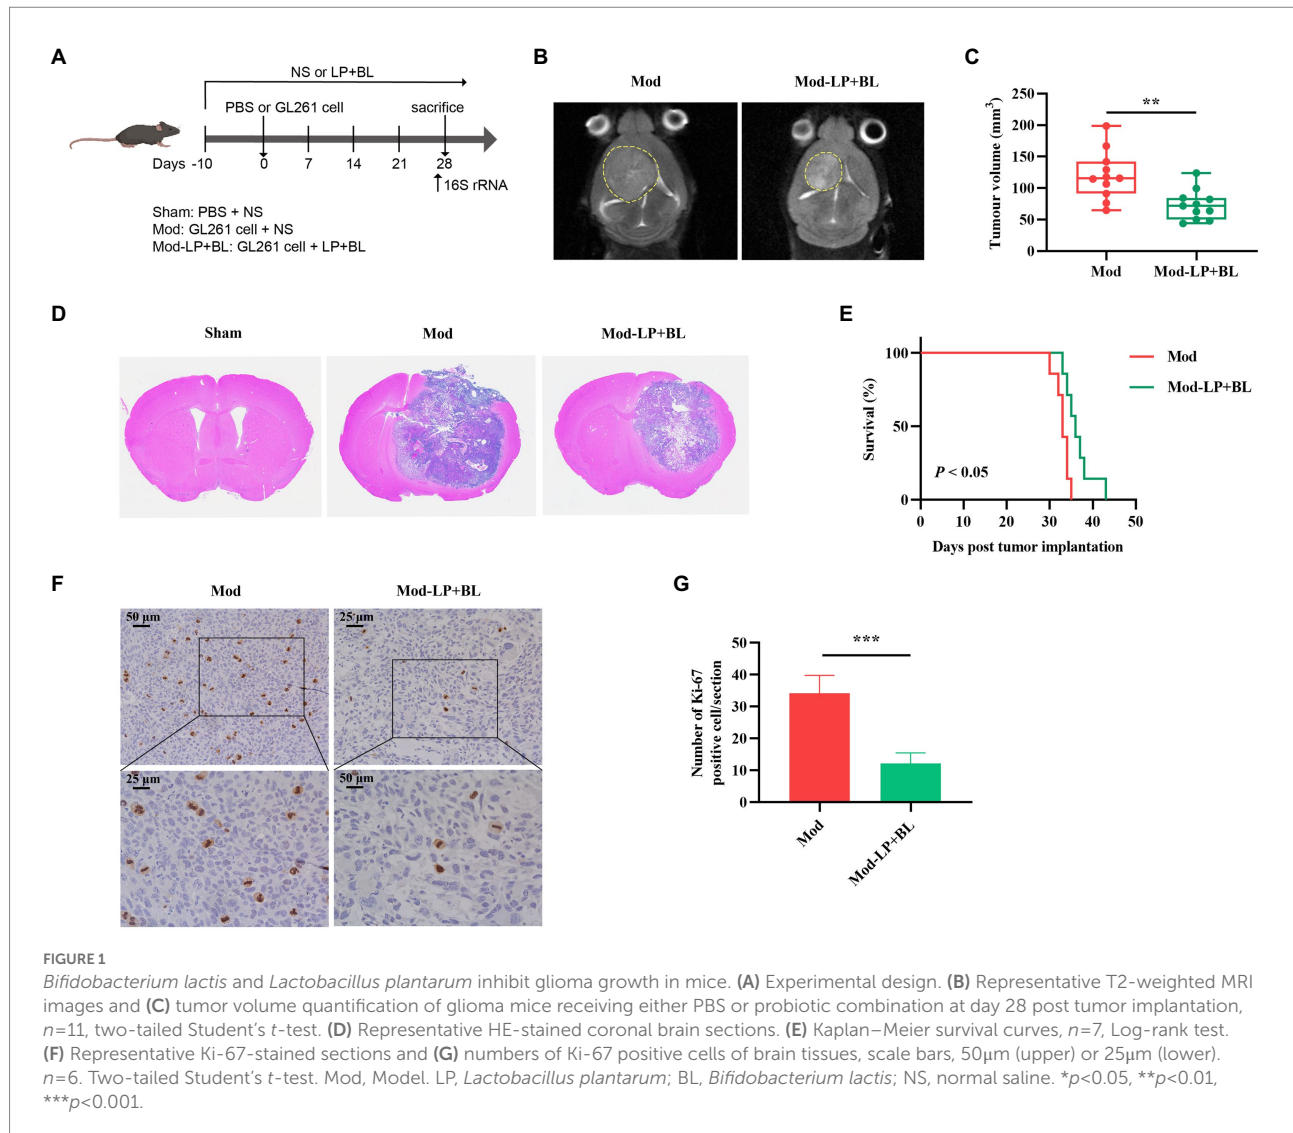 A
NS or LP+BL
PBS or GL261 cell
sacrifice
Days -10 0 7 14 21 28
16S rRNA
Sham: PBS + NS
Mod: GL261 cell + NS
Mod-LP+BL: GL261 cell + LP+BL
B
Mod
Mod-LP+BL
C
Tumour volume (mm³)
250
200
150
100
50
0
**
Mod
Mod-LP+BL
D
Sham
Mod
Mod-LP+BL
E
Survival (%)
100
50
0
P < 0.05
Mod
Mod-LP+BL
0 10 20 30 40 50
Days post tumor implantation
F
Mod
Mod-LP+BL
50 μm
25 μm
25 μm
50 μm
G
Number of Ki-67
positive cell/section
50
40
30
20
10
0
***
Mod
Mod-LP+BL
FIGURE 1
Bifidobacterium lactis and Lactobacillus plantarum inhibit glioma growth in mice. (A) Experimental design. (B) Representative T2-weighted MRI
images and (C) tumor volume quantification of glioma mice receiving either PBS or probiotic combination at day 28 post tumor implantation,
n=11, two-tailed Student's t-test. (D) Representative HE-stained coronal brain sections. (E) Kaplan–Meier survival curves, n=7, Log-rank test.
(F) Representative Ki-67-stained sections and (G) numbers of Ki-67 positive cells of brain tissues, scale bars, 50μm (upper) or 25μm (lower).
n=6. Two-tailed Student's t-test. Mod, Model. LP, Lactobacillus plantarum; BL, Bifidobacterium lactis; NS, normal saline. *p<0.05, **p<0.01,
***p<0.001.